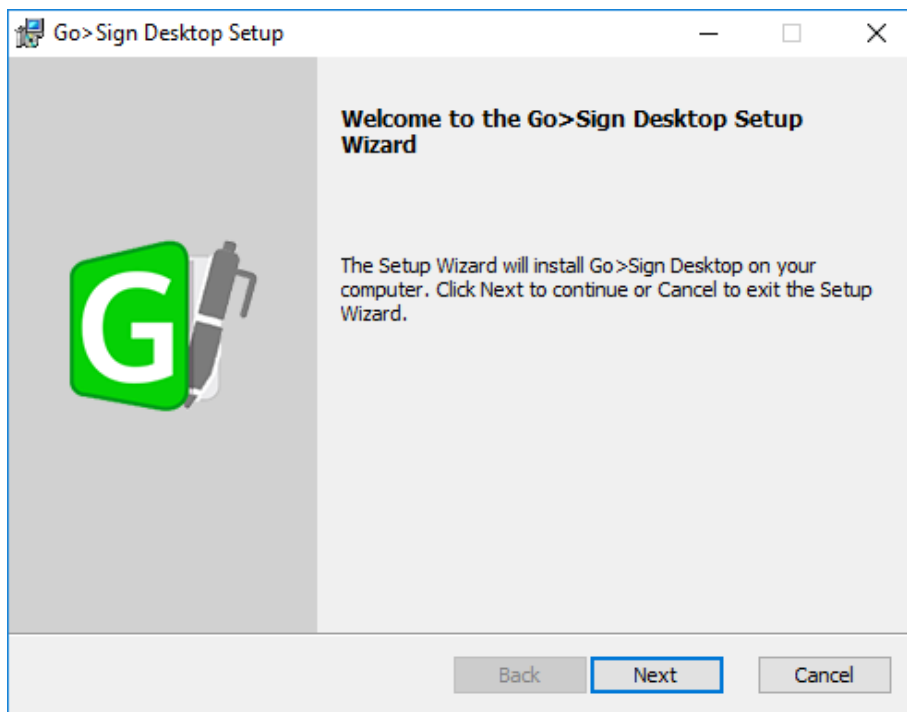 Go>Sign Desktop Setup
Welcome to the Go>Sign Desktop Setup
Wizard
The Setup Wizard will install Go>Sign Desktop on your
computer. Click Next to continue or Cancel to exit the Setup
Wizard.
G
Back Next Cancel